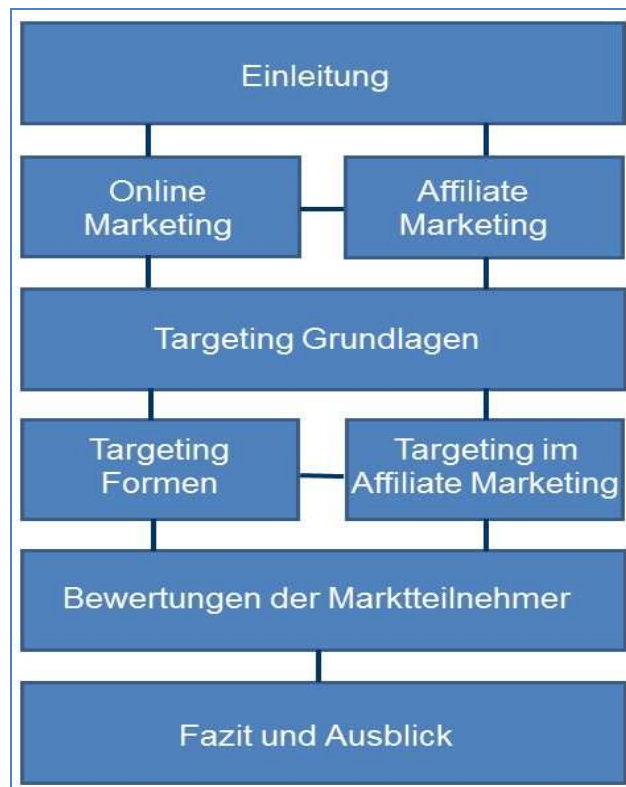 Einleitung
Online
Marketing
Affiliate
Marketing
Targeting Grundlagen
Targeting
Formen
Targeting im
Affiliate Marketing
Bewertungen der Marktteilnehmer
Fazit und Ausblick